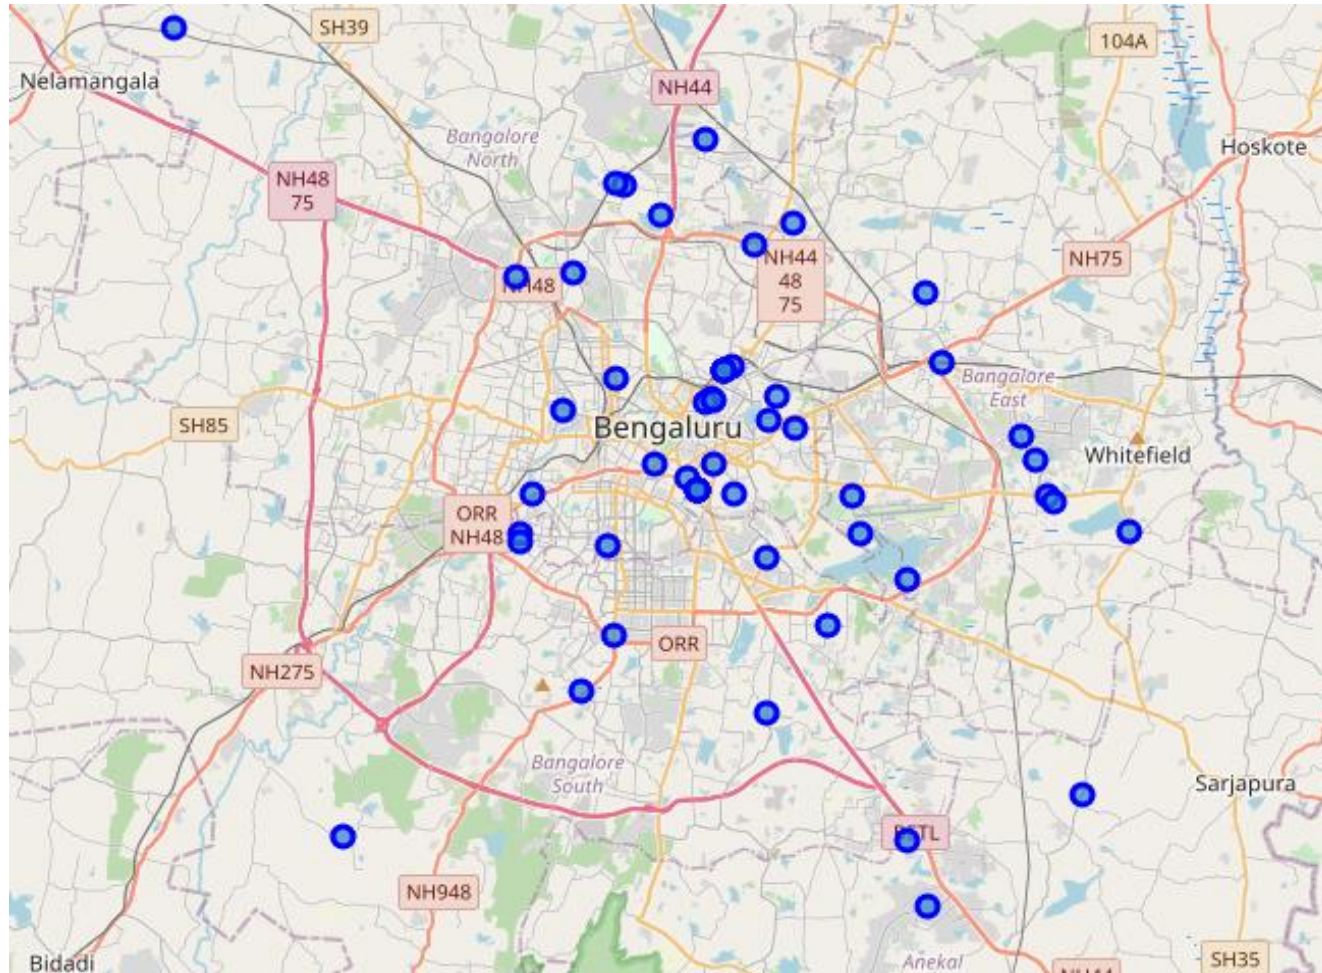 SH39
104A
Nelamangala
NH44
Bangalore
North
Hoskote
NH48
75
NH44
48
75
NH75
NH48
Bangalore
East
SH85
Bengaluru
Whitefield
ORR
NH48
ORR
NH275
Bangalore
South
Sarjapura
NH948
Bidadi
Anekal
SH35